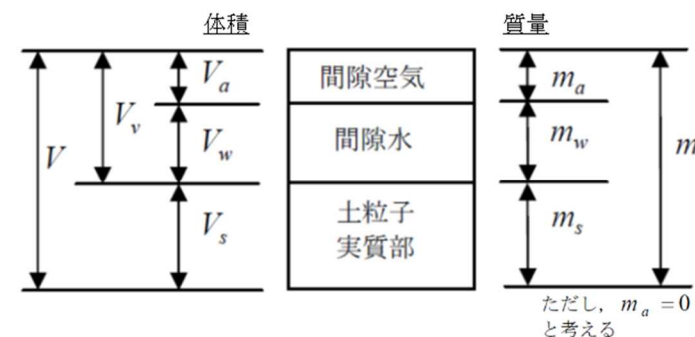 体積
質量
V
V_v
V_a
V_w
V_s
間隙空気
間隙水
土粒子
実質部
m_a
m_w
m_s
m
ただし, m_a =0
と考える